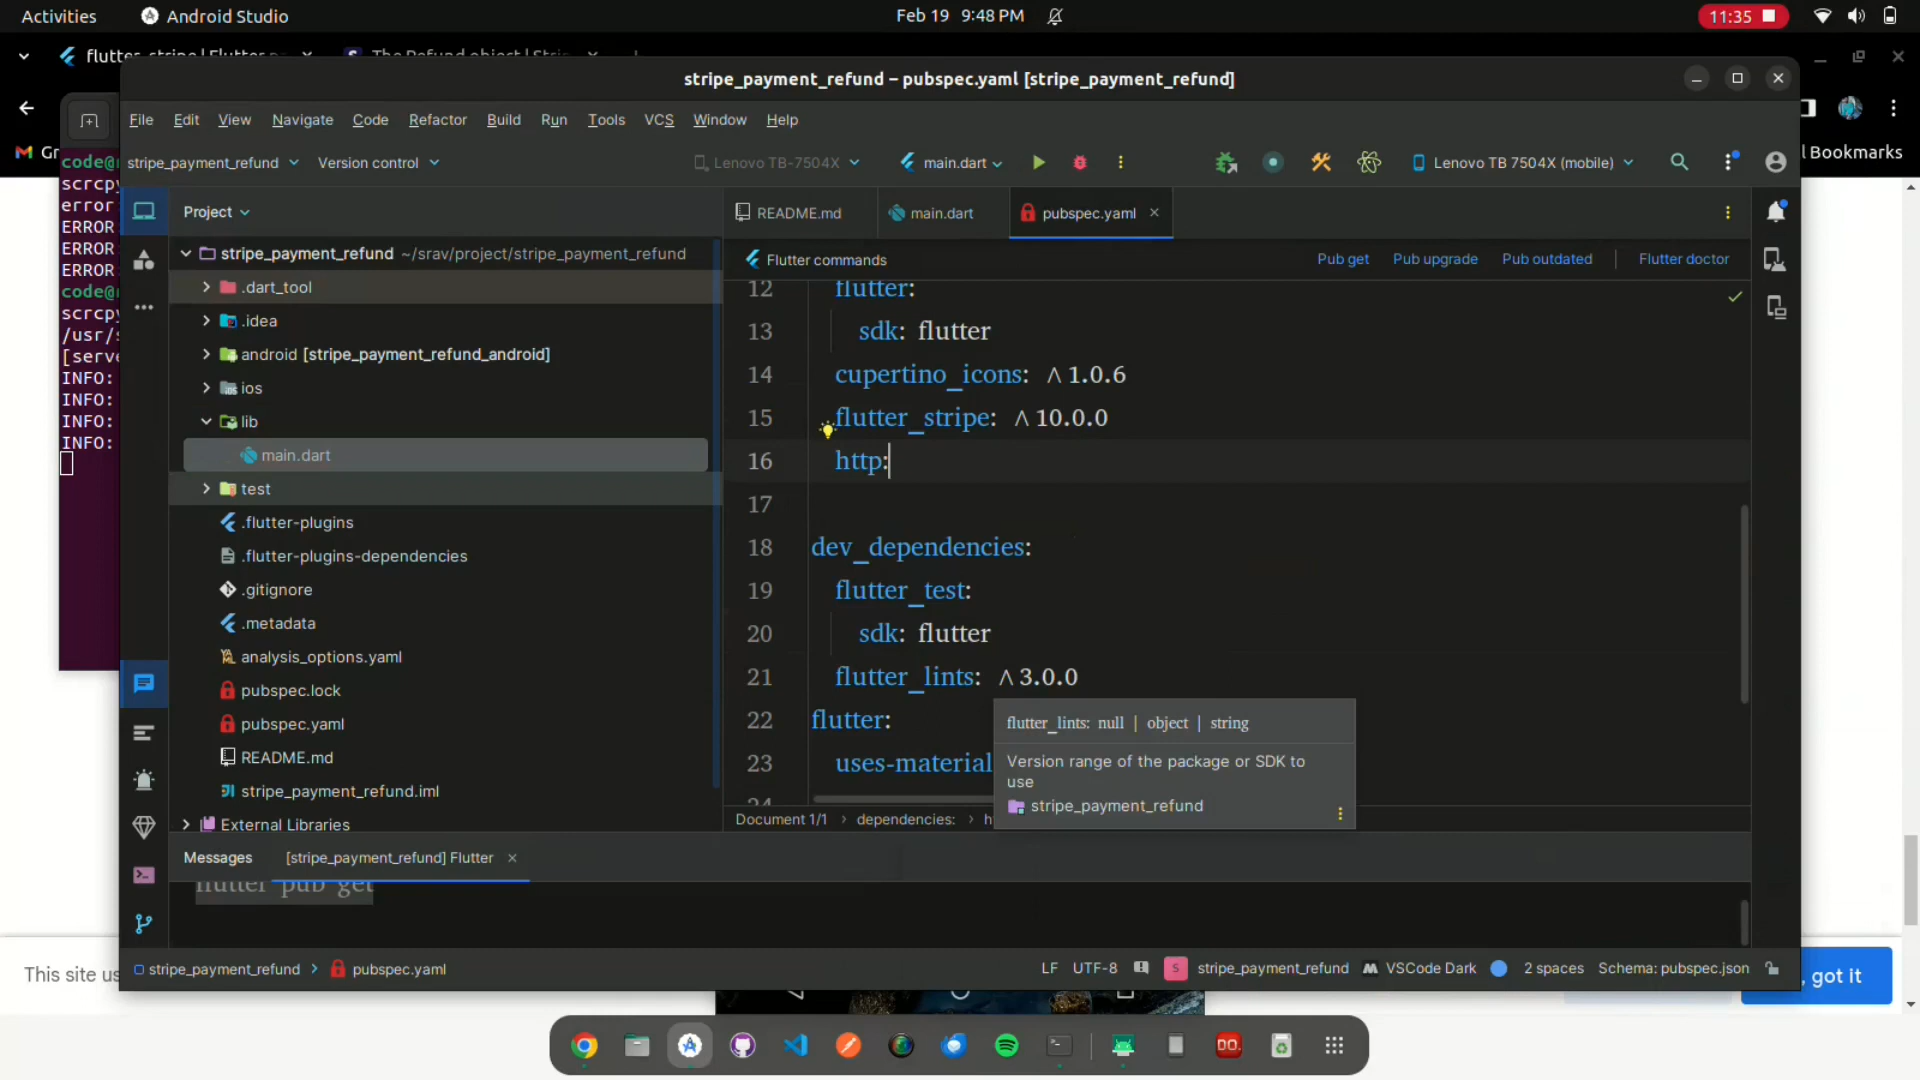 Activities
Android Studio
Feb 19 9:48 PM
11:35
stripe_payment_refund – pubspec.yaml [stripe_payment_refund]
File Edit View Navigate Code Refactor Build Run Tools VCS Window Help
stripe_payment_refund
Version control
Lenovo TB-7504X
main.dart
Lenovo TB 7504X (mobile)
l Bookmarks
Project
README.md
main.dart
pubspec.yaml
Flutter commands
Pub get
Pub upgrade
Pub outdated
Flutter doctor
stripe_payment_refund ~/srav/project/stripe_payment_refund
.dart_tool
.idea
android [stripe_payment_refund_android]
ios
lib
main.dart
test
.flutter-plugins
.flutter-plugins-dependencies
.gitignore
.metadata
analysis_options.yaml
pubspec.lock
pubspec.yaml
README.md
stripe_payment_refund.iml
External Libraries
code@
scrcpy
error:
ERROR
ERROR
ERROR
code@
scrcpy
/usr/
[serve
INFO:
INFO:
INFO:
INFO:
12 flutter:
13 sdk: flutter
14 cupertino_icons: ^1.0.6
15 flutter_stripe: ^10.0.0
16 http:
17
18 dev_dependencies:
19 flutter_test:
20 sdk: flutter
21 flutter_lints: ^3.0.0
22 flutter:
23 uses-material
flutter_lints: null | object | string
Version range of the package or SDK to
use
stripe_payment_refund
Document 1/1 › dependencies: ›
Messages
[stripe_payment_refund] Flutter
flutter pub get
stripe_payment_refund › pubspec.yaml
LF UTF-8
S stripe_payment_refund
VSCode Dark
2 spaces
Schema: pubspec.json
This site us
, got it
DO.